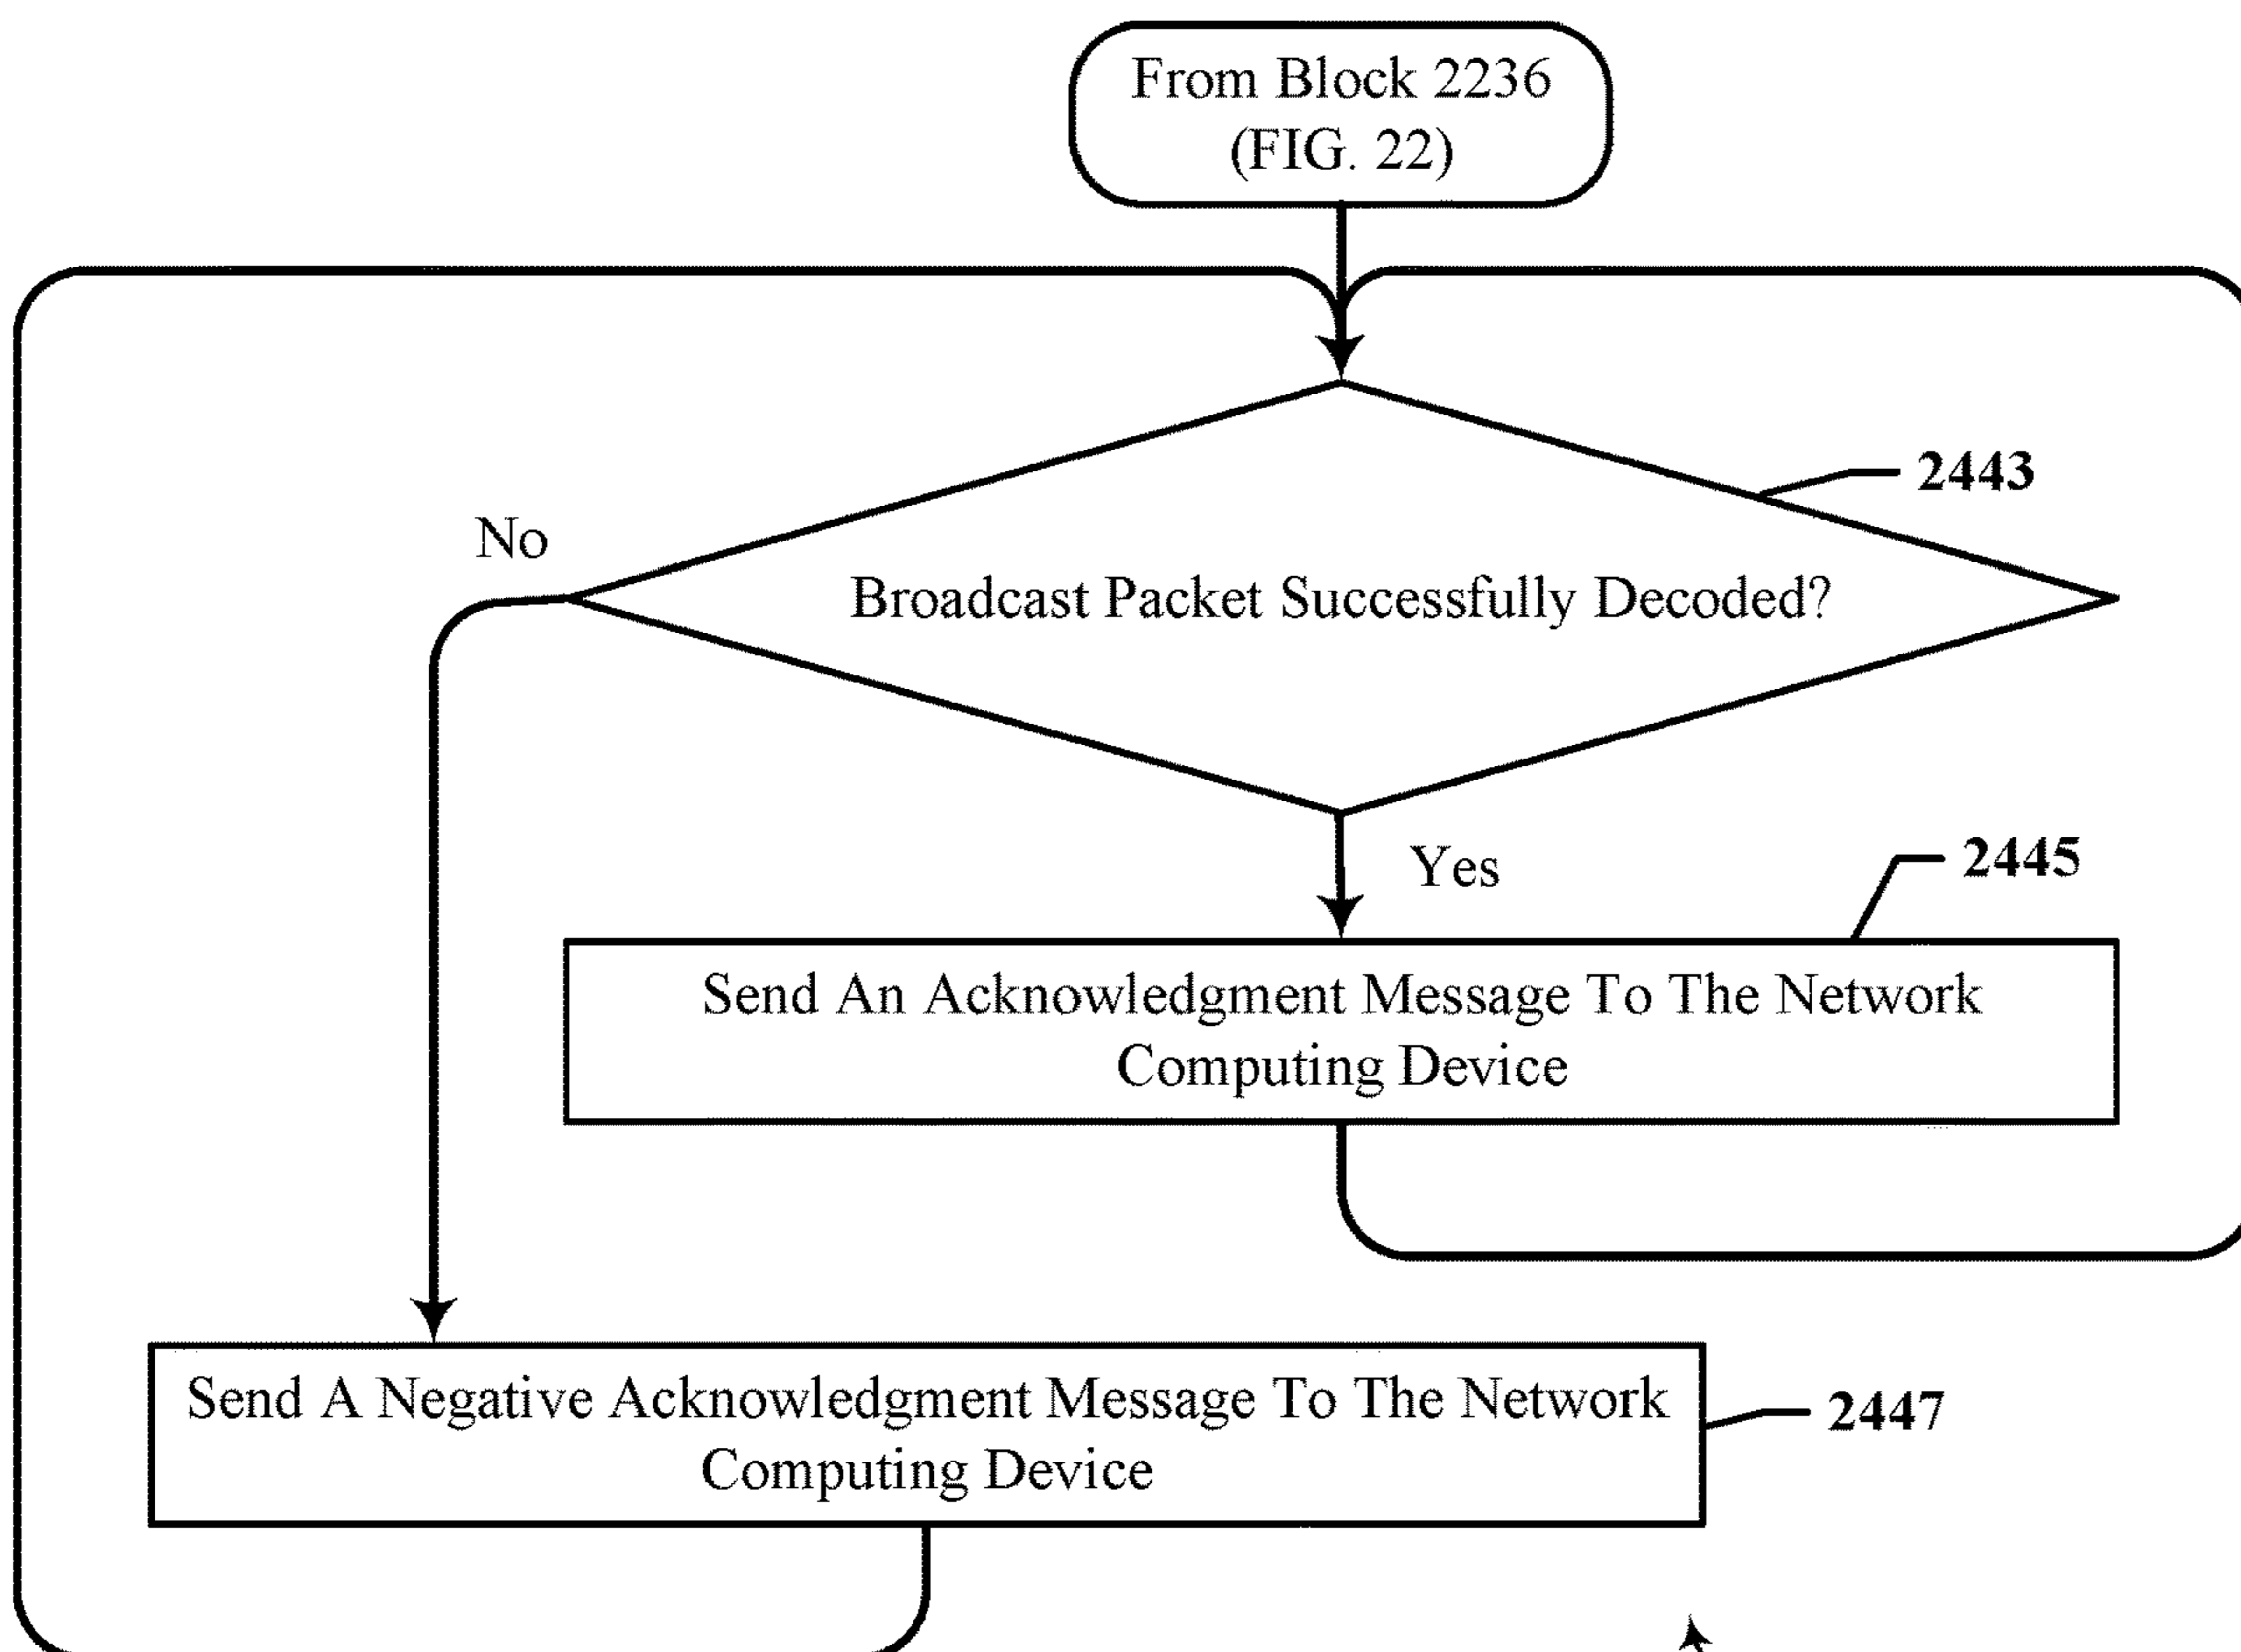 From Block 2236
(FIG. 22)
2443
No
Broadcast Packet Successfully Decoded?
Yes
2445
Send An Acknowledgment Message To The Network
Computing Device
Send A Negative Acknowledgment Message To The Network
Computing Device
2447